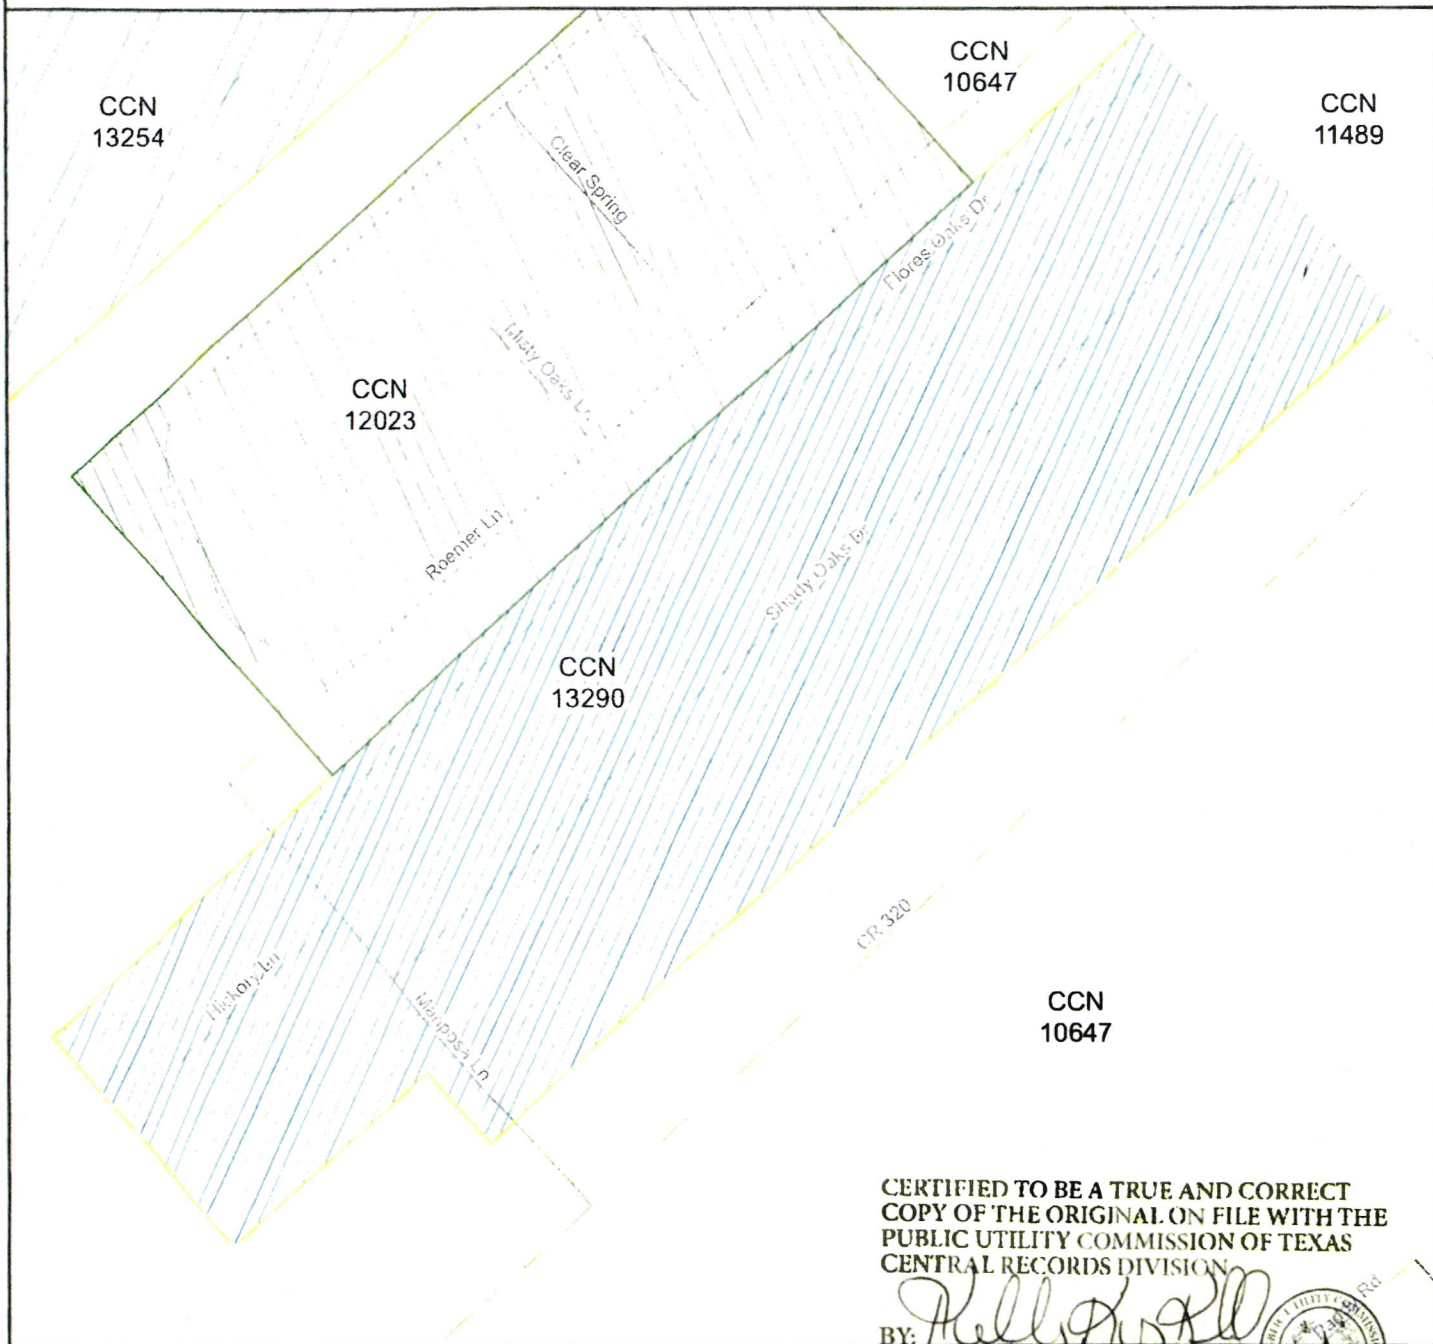 CCN
10647
CCN
13254
CCN
11489
Clear Spring
Flores Oaks Dr
Misty Oaks Ln
CCN
12023
Roemer Ln
Shady Oaks Dr
CCN
13290
CR 320
Hickory Ln
Mariposa Ln
CCN
10647
CERTIFIED TO BE A TRUE AND CORRECT
COPY OF THE ORIGINAL ON FILE WITH THE
PUBLIC UTILITY COMMISSION OF TEXAS
CENTRAL RECORDS DIVISION
Rd
BY: